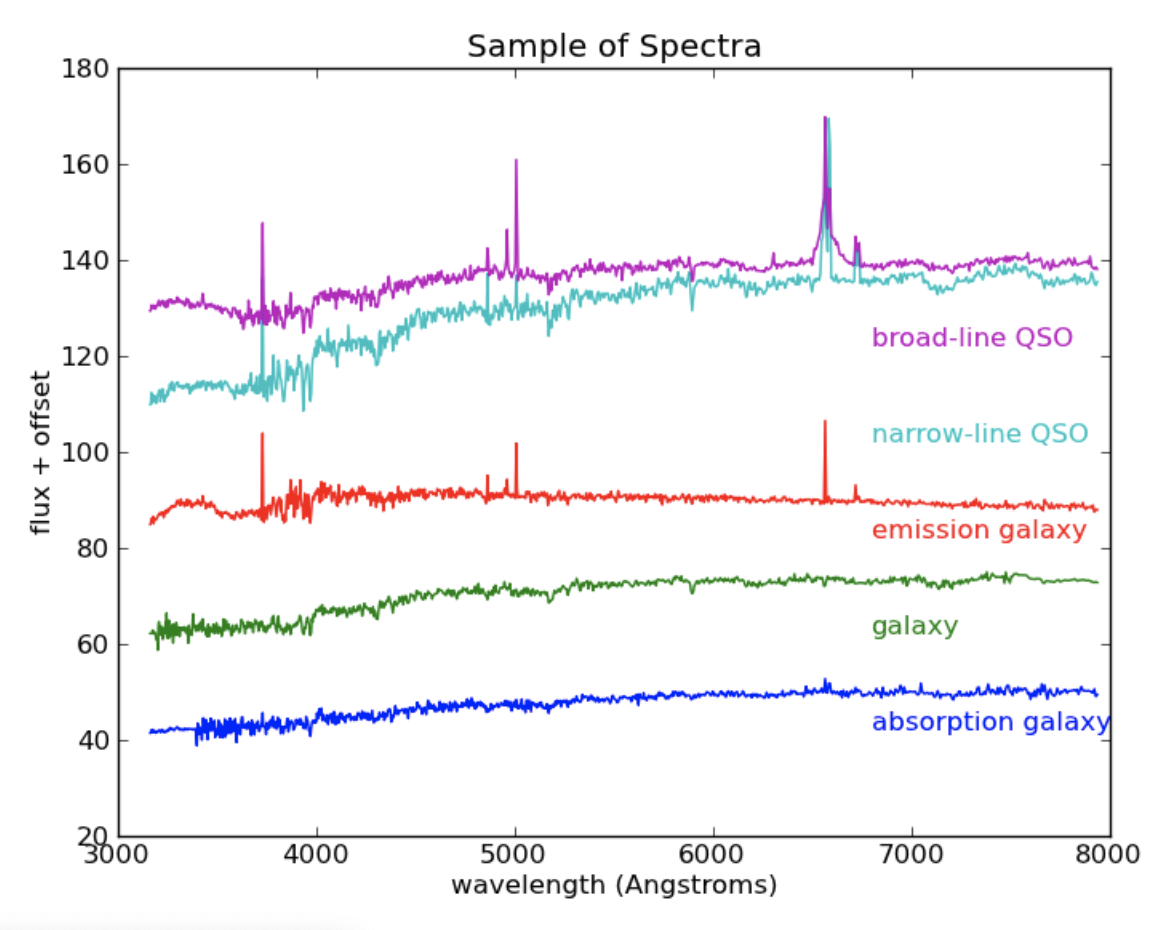 Sample of Spectra
180
160
140
120
100
80
60
40
20
flux + offset
broad-line QSO
narrow-line QSO
emission galaxy
galaxy
absorption galaxy
3000 4000 5000 6000 7000 8000
wavelength (Angstroms)